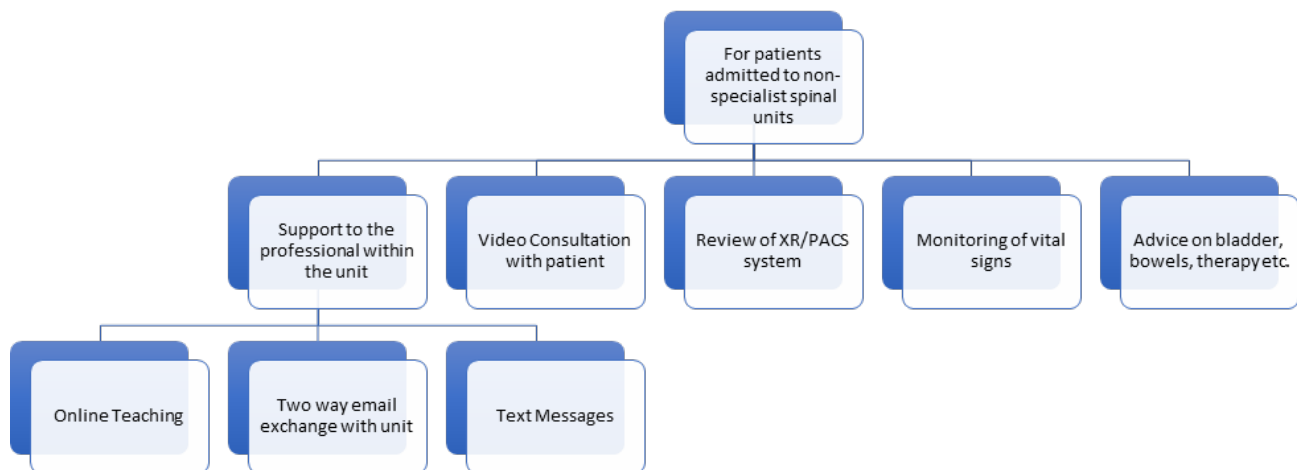 For patients
admitted to non-
specialist spinal
units
Support to the
professional within
the unit
Video Consultation
with patient
Review of XR/PACS
system
Monitoring of vital
signs
Advice on bladder,
bowels, therapy etc.
Online Teaching
Two way email
exchange with unit
Text Messages